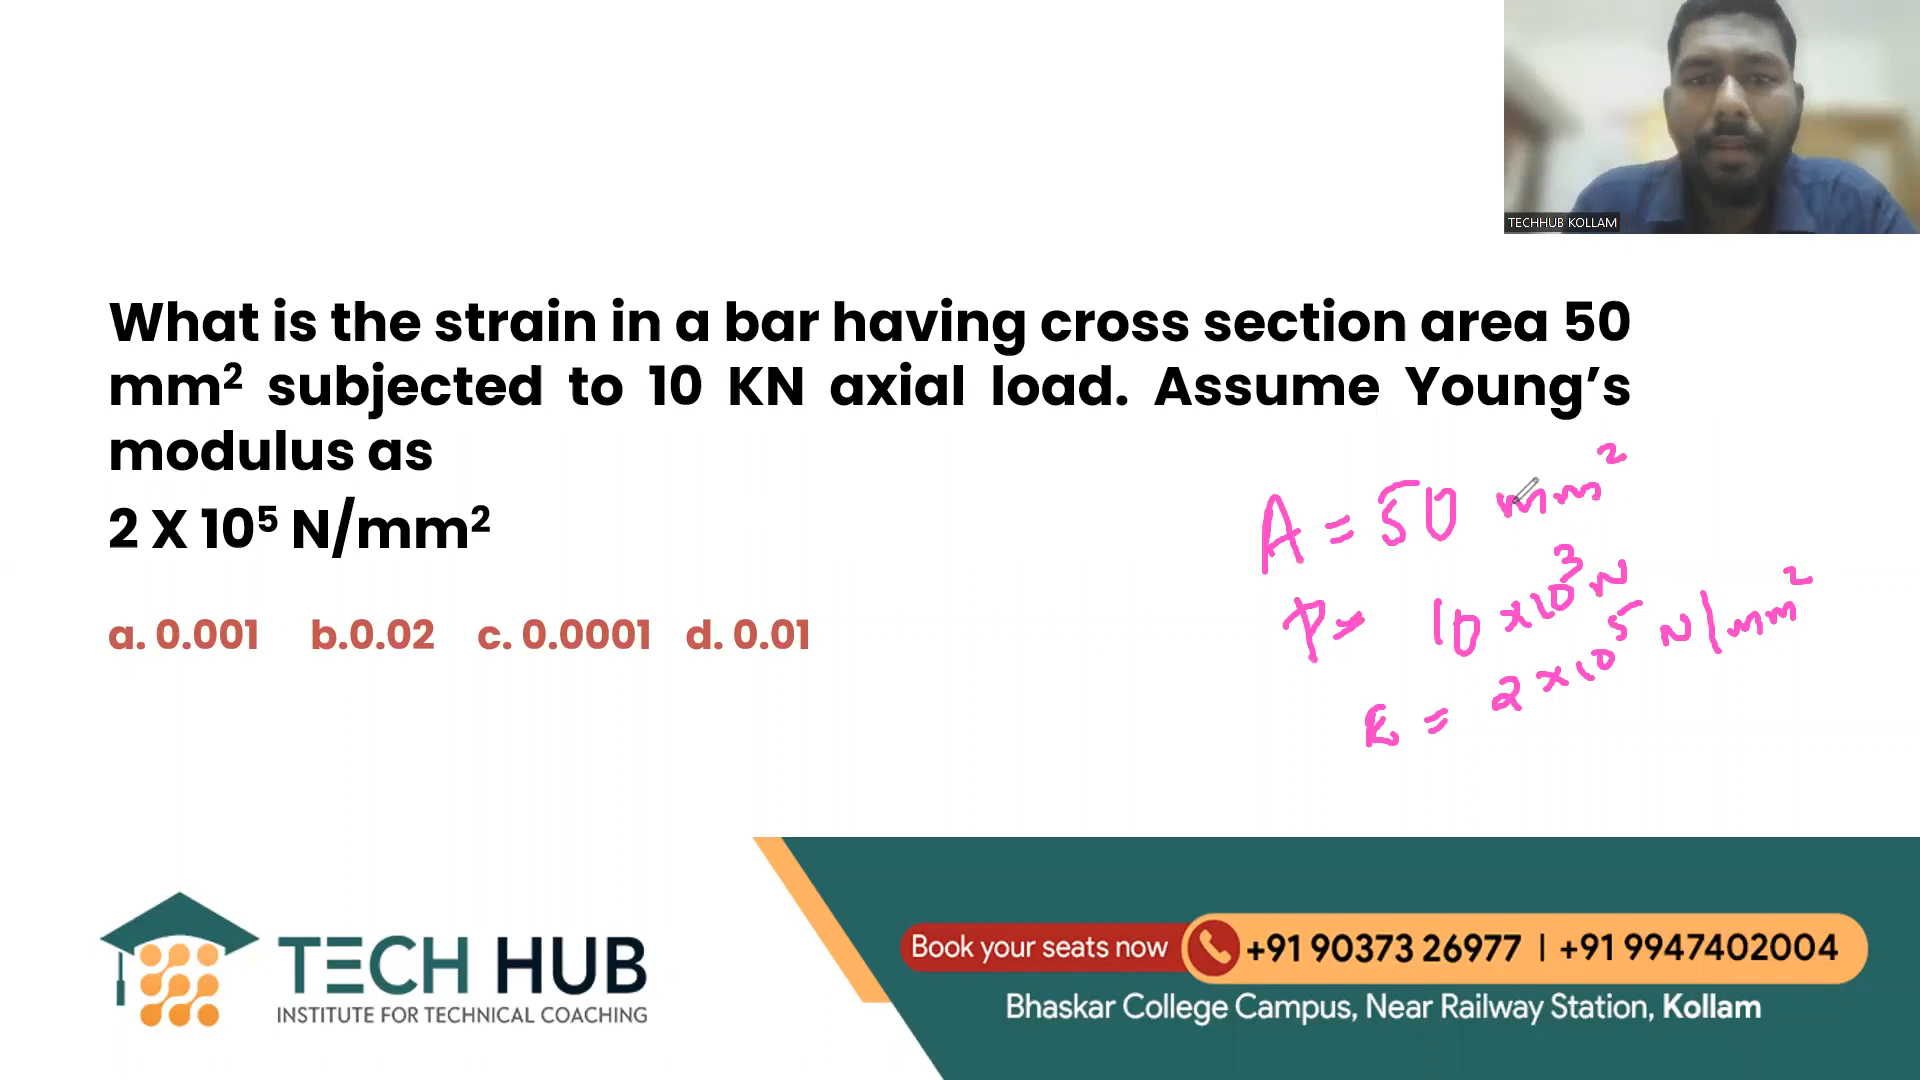 TECHHUB KOLLAM
What is the strain in a bar having cross section area 50
mm² subjected to 10 KN axial load. Assume Young's
modulus as
2 X 10⁵ N/mm²
a. 0.001 b.0.02 c. 0.0001 d. 0.01
A = 50 mm²
P = 10 × 10³ N
E = 2 × 10⁵ N/mm²
TECH HUB
INSTITUTE FOR TECHNICAL COACHING
Book your seats now +91 90373 26977 | +91 9947402004
Bhaskar College Campus, Near Railway Station, Kollam